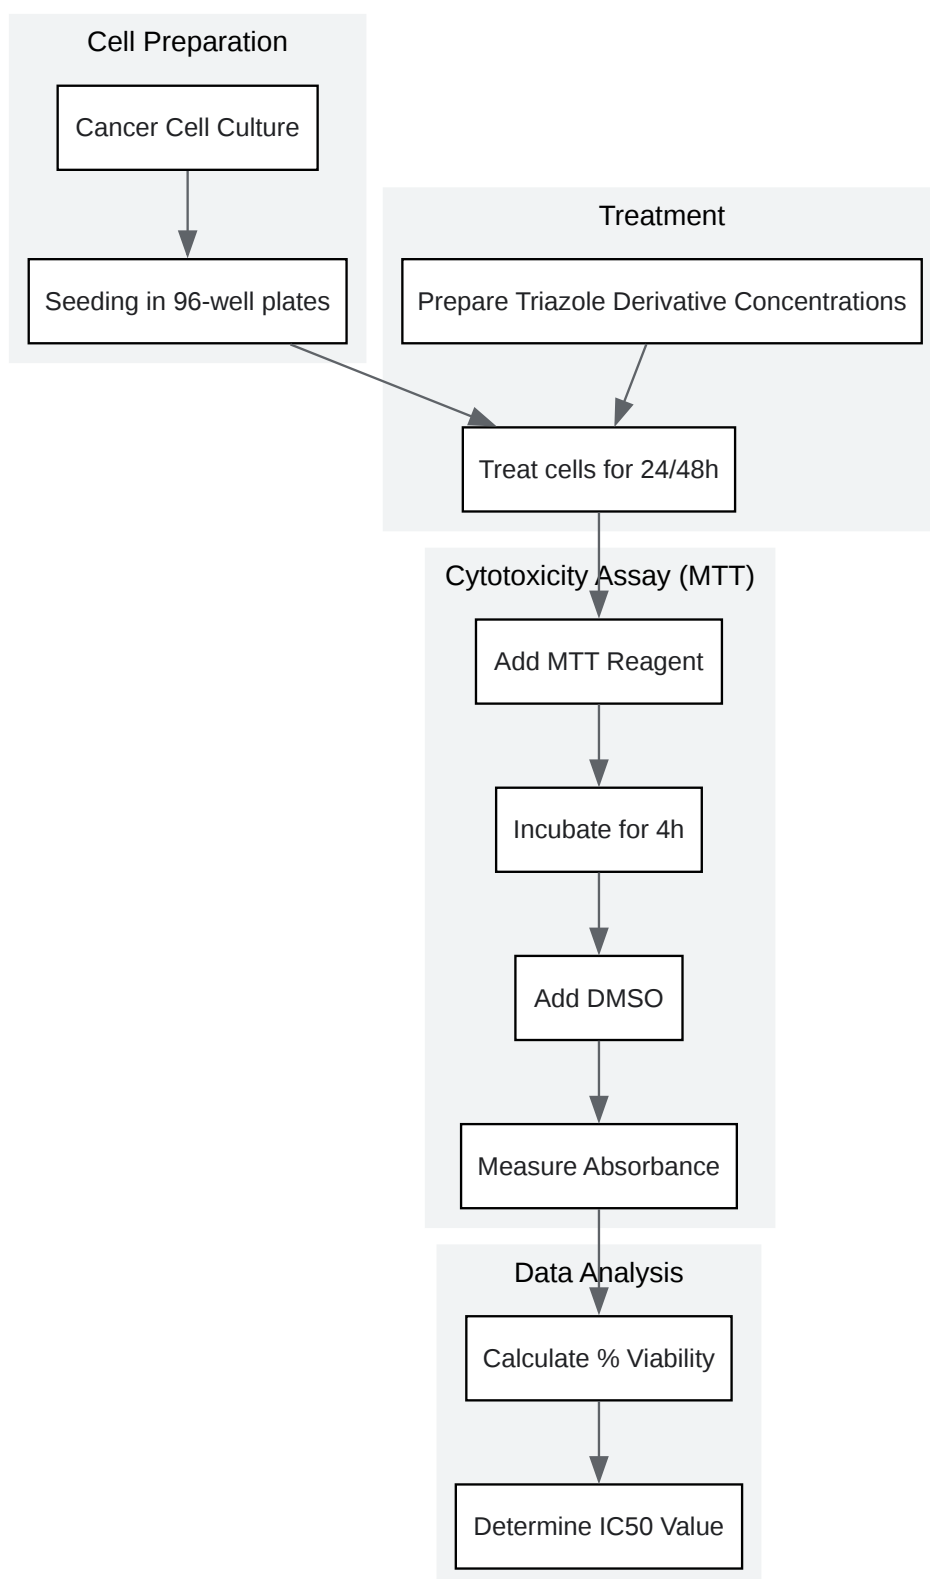 Cell Preparation
Cancer Cell Culture
Seeding in 96-well plates
Treatment
Prepare Triazole Derivative Concentrations
Treat cells for 24/48h
Cytotoxicity Assay (MTT)
Add MTT Reagent
Incubate for 4h
Add DMSO
Measure Absorbance
Data Analysis
Calculate % Viability
Determine IC50 Value